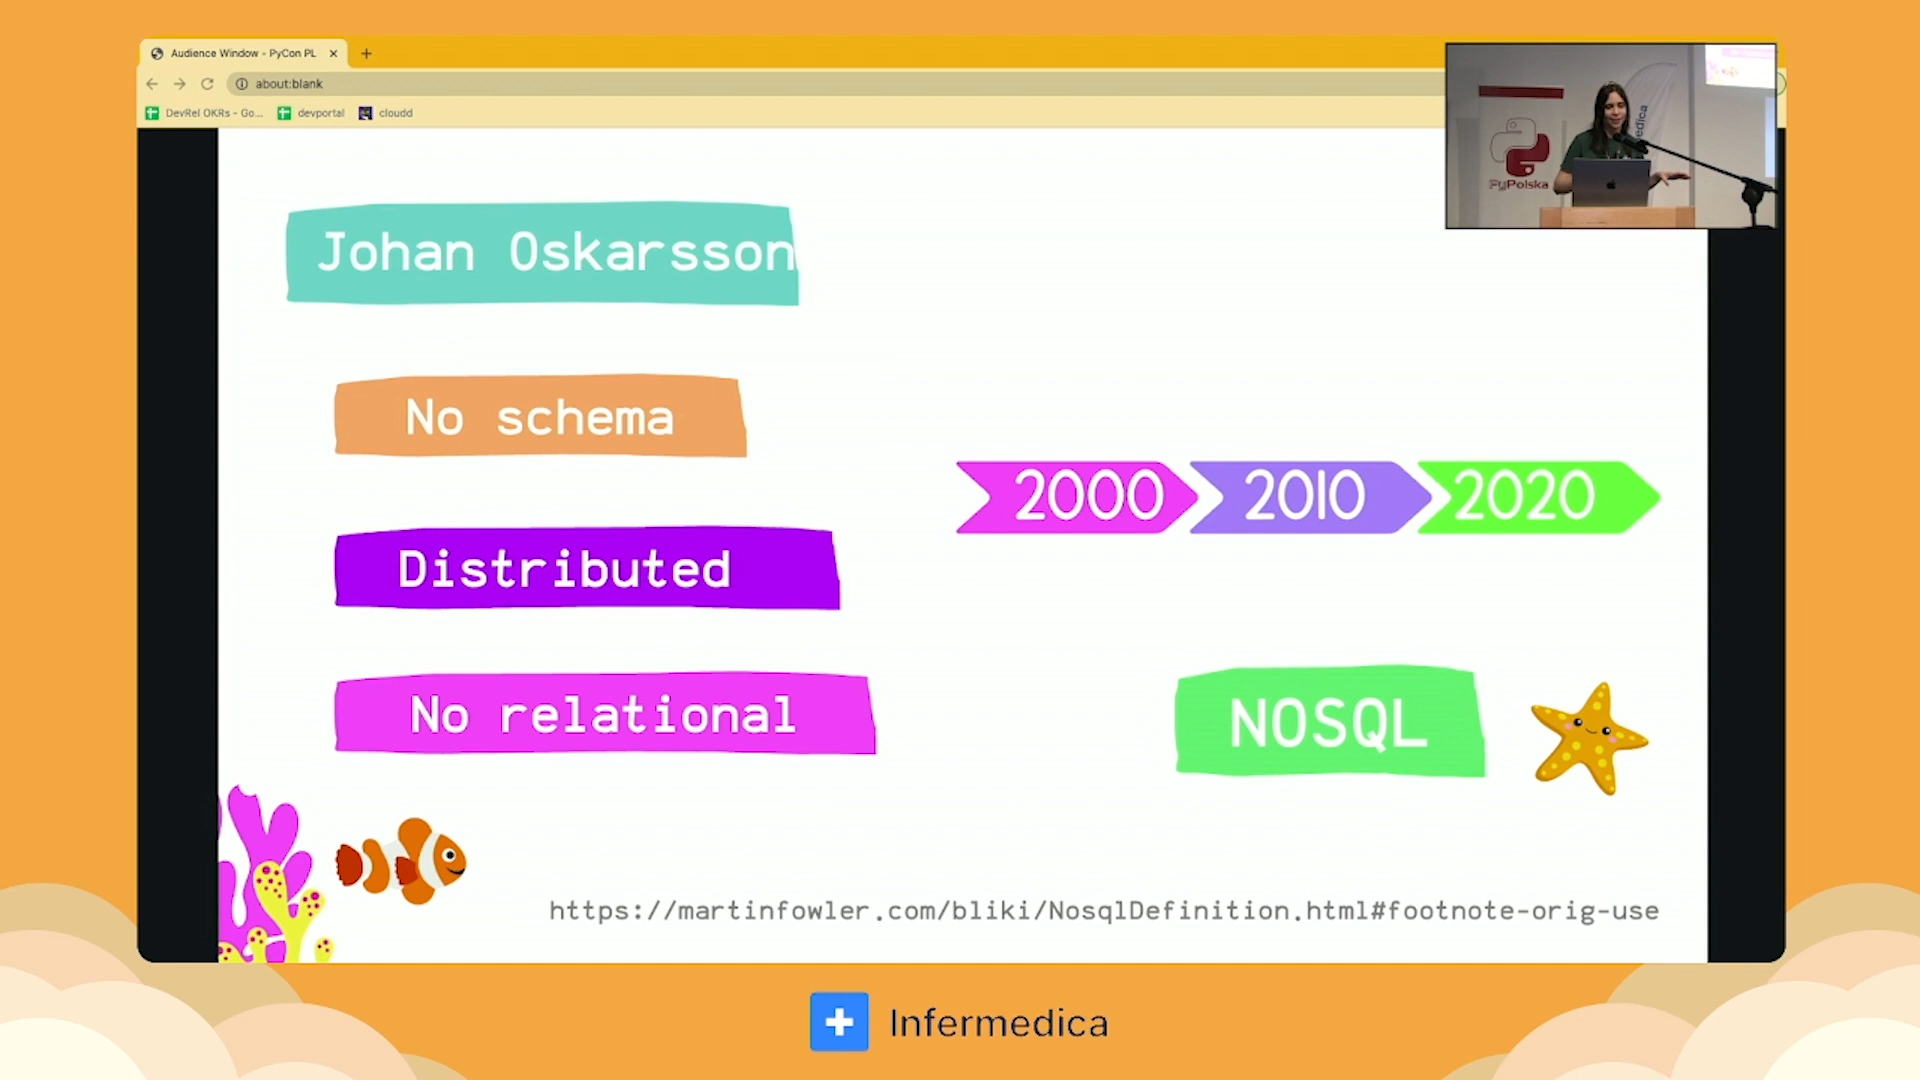 Audience Window - PyCon PL
about:blank
DevRel OKRs - Go...
devportal
cloudd
Johan Oskarsson
No schema
Distributed
No relational
2000
2010
2020
NOSQL
https://martinfowler.com/bliki/NosqlDefinition.html#footnote-orig-use
PyPolska
edica
Infermedica